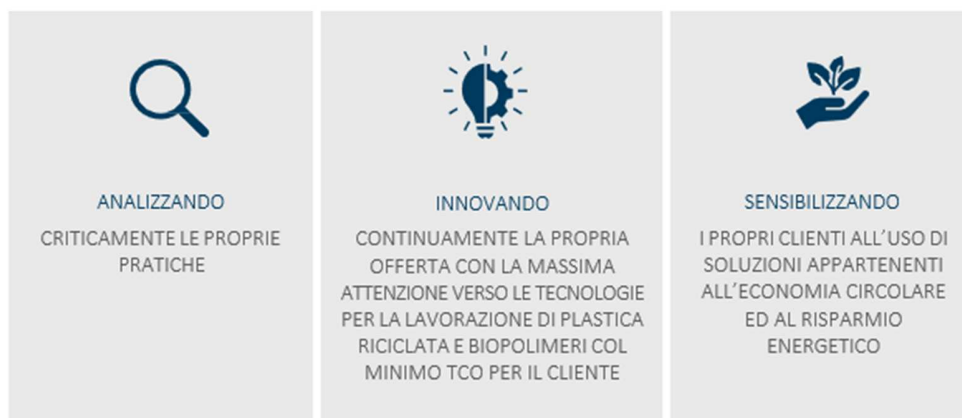 ANALIZZANDO
CRITICAMENTE LE PROPRIE
PRATICHE
INNOVANDO
CONTINUAMENTE LA PROPRIA
OFFERTA CON LA MASSIMA
ATTENZIONE VERSO LE TECNOLOGIE
PER LA LAVORAZIONE DI PLASTICA
RICICLATA E BIOPOLIMERI COL
MINIMO TCO PER IL CLIENTE
SENSIBILIZZANDO
I PROPRI CLIENTI ALL’USO DI
SOLUZIONI APPARTENENTI
ALL’ECONOMIA CIRCOLARE
ED AL RISPARMIO
ENERGETICO